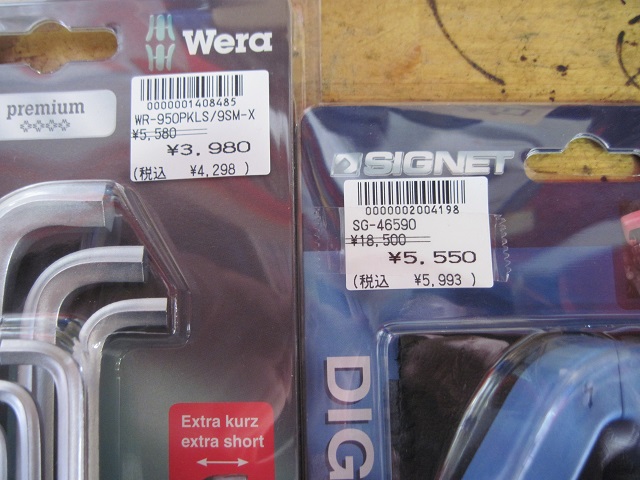 Wera
premium
0000001408485
WR-950PKLS/9SM-X
¥5,580
¥3,980
(税込 ¥4,298 )
Extra kurz
extra short
SIGNET
0000002004198
SG-46590
¥18,500
¥5,550
(税込 ¥5,993 )
DIG